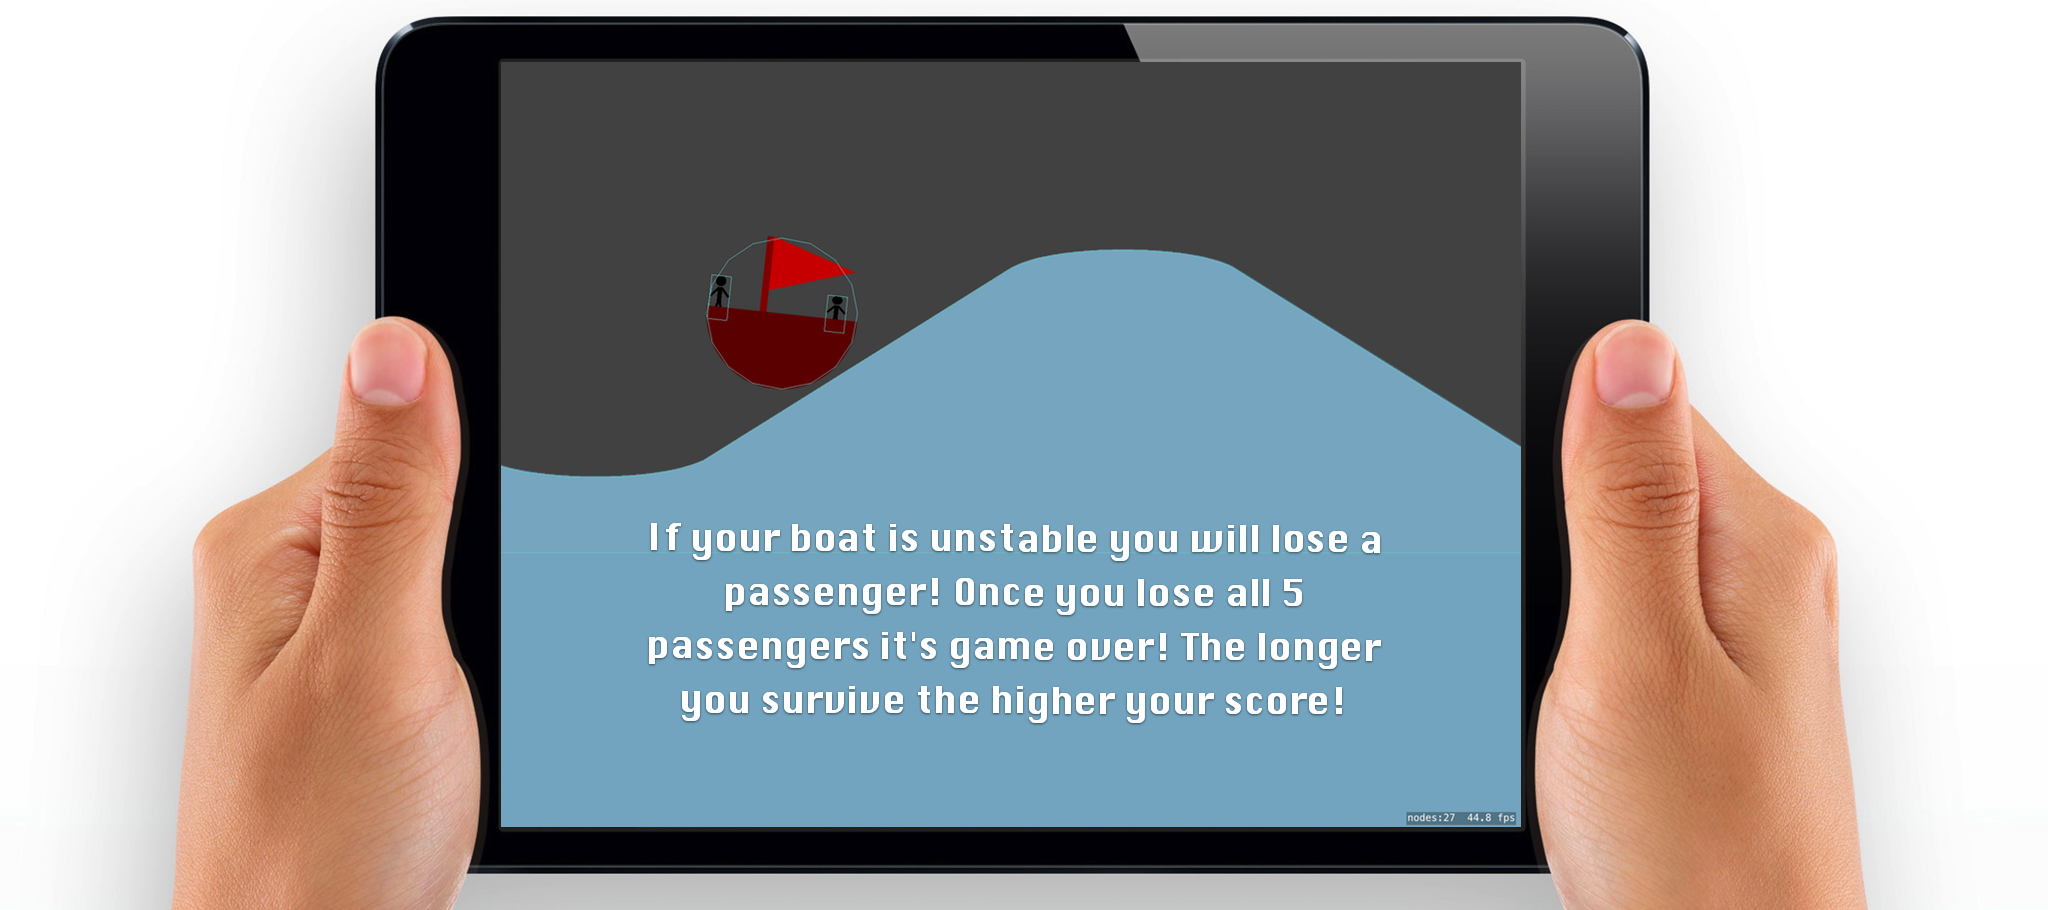 If your boat is unstable you will lose a
passenger! Once you lose all 5
passengers it's game over! The longer
you survive the higher your score!
nodes:27 44.8 fps